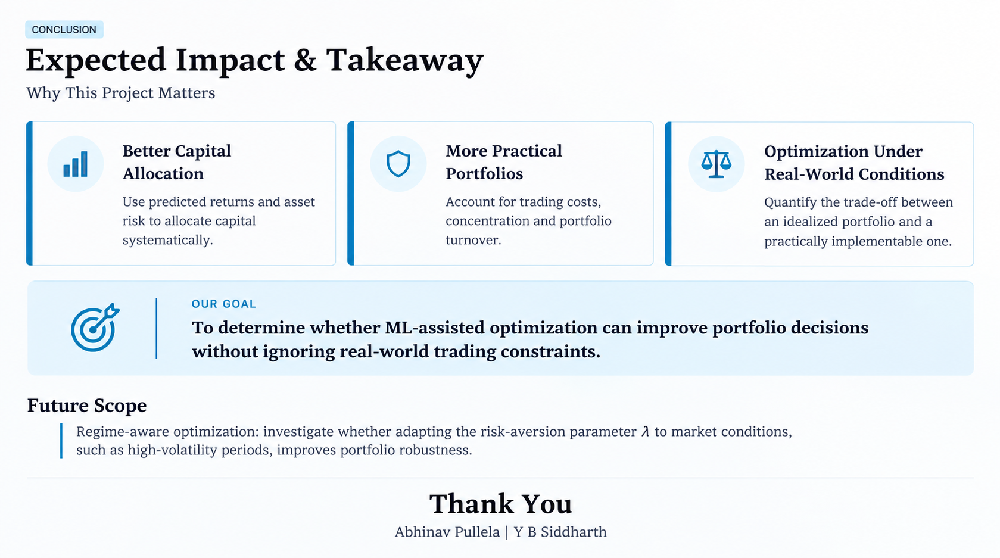 CONCLUSION
Expected Impact & Takeaway
Why This Project Matters
Better Capital
Allocation
Use predicted returns and asset
risk to allocate capital
systematically.
More Practical
Portfolios
Account for trading costs,
concentration and portfolio
turnover.
Optimization Under
Real-World Conditions
Quantify the trade-off between
an idealized portfolio and a
practically implementable one.
OUR GOAL
To determine whether ML-assisted optimization can improve portfolio decisions
without ignoring real-world trading constraints.
Future Scope
Regime-aware optimization: investigate whether adapting the risk-aversion parameter λ to market conditions,
such as high-volatility periods, improves portfolio robustness.
Thank You
Abhinav Pullela | Y B Siddharth